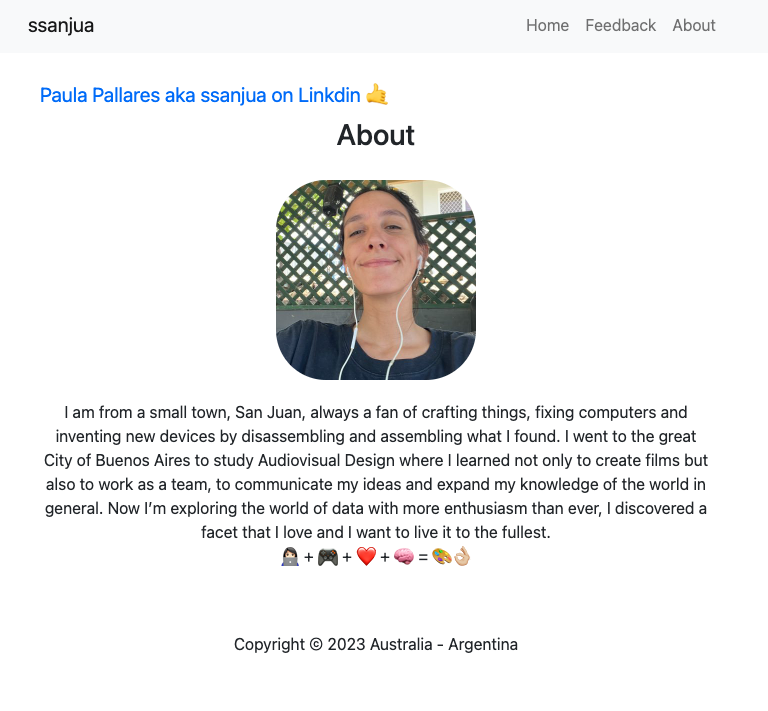 ssanjua
Home Feedback About
Paula Pallares aka ssanjua on Linkdin 🤙
About
I am from a small town, San Juan, always a fan of crafting things, fixing computers and
inventing new devices by disassembling and assembling what I found. I went to the great
City of Buenos Aires to study Audiovisual Design where I learned not only to create films but
also to work as a team, to communicate my ideas and expand my knowledge of the world in
general. Now I’m exploring the world of data with more enthusiasm than ever, I discovered a
facet that I love and I want to live it to the fullest.
👩🏻‍💻 + 🎮 + ❤️ + 🧠 = 🎨👌🏼
Copyright © 2023 Australia - Argentina